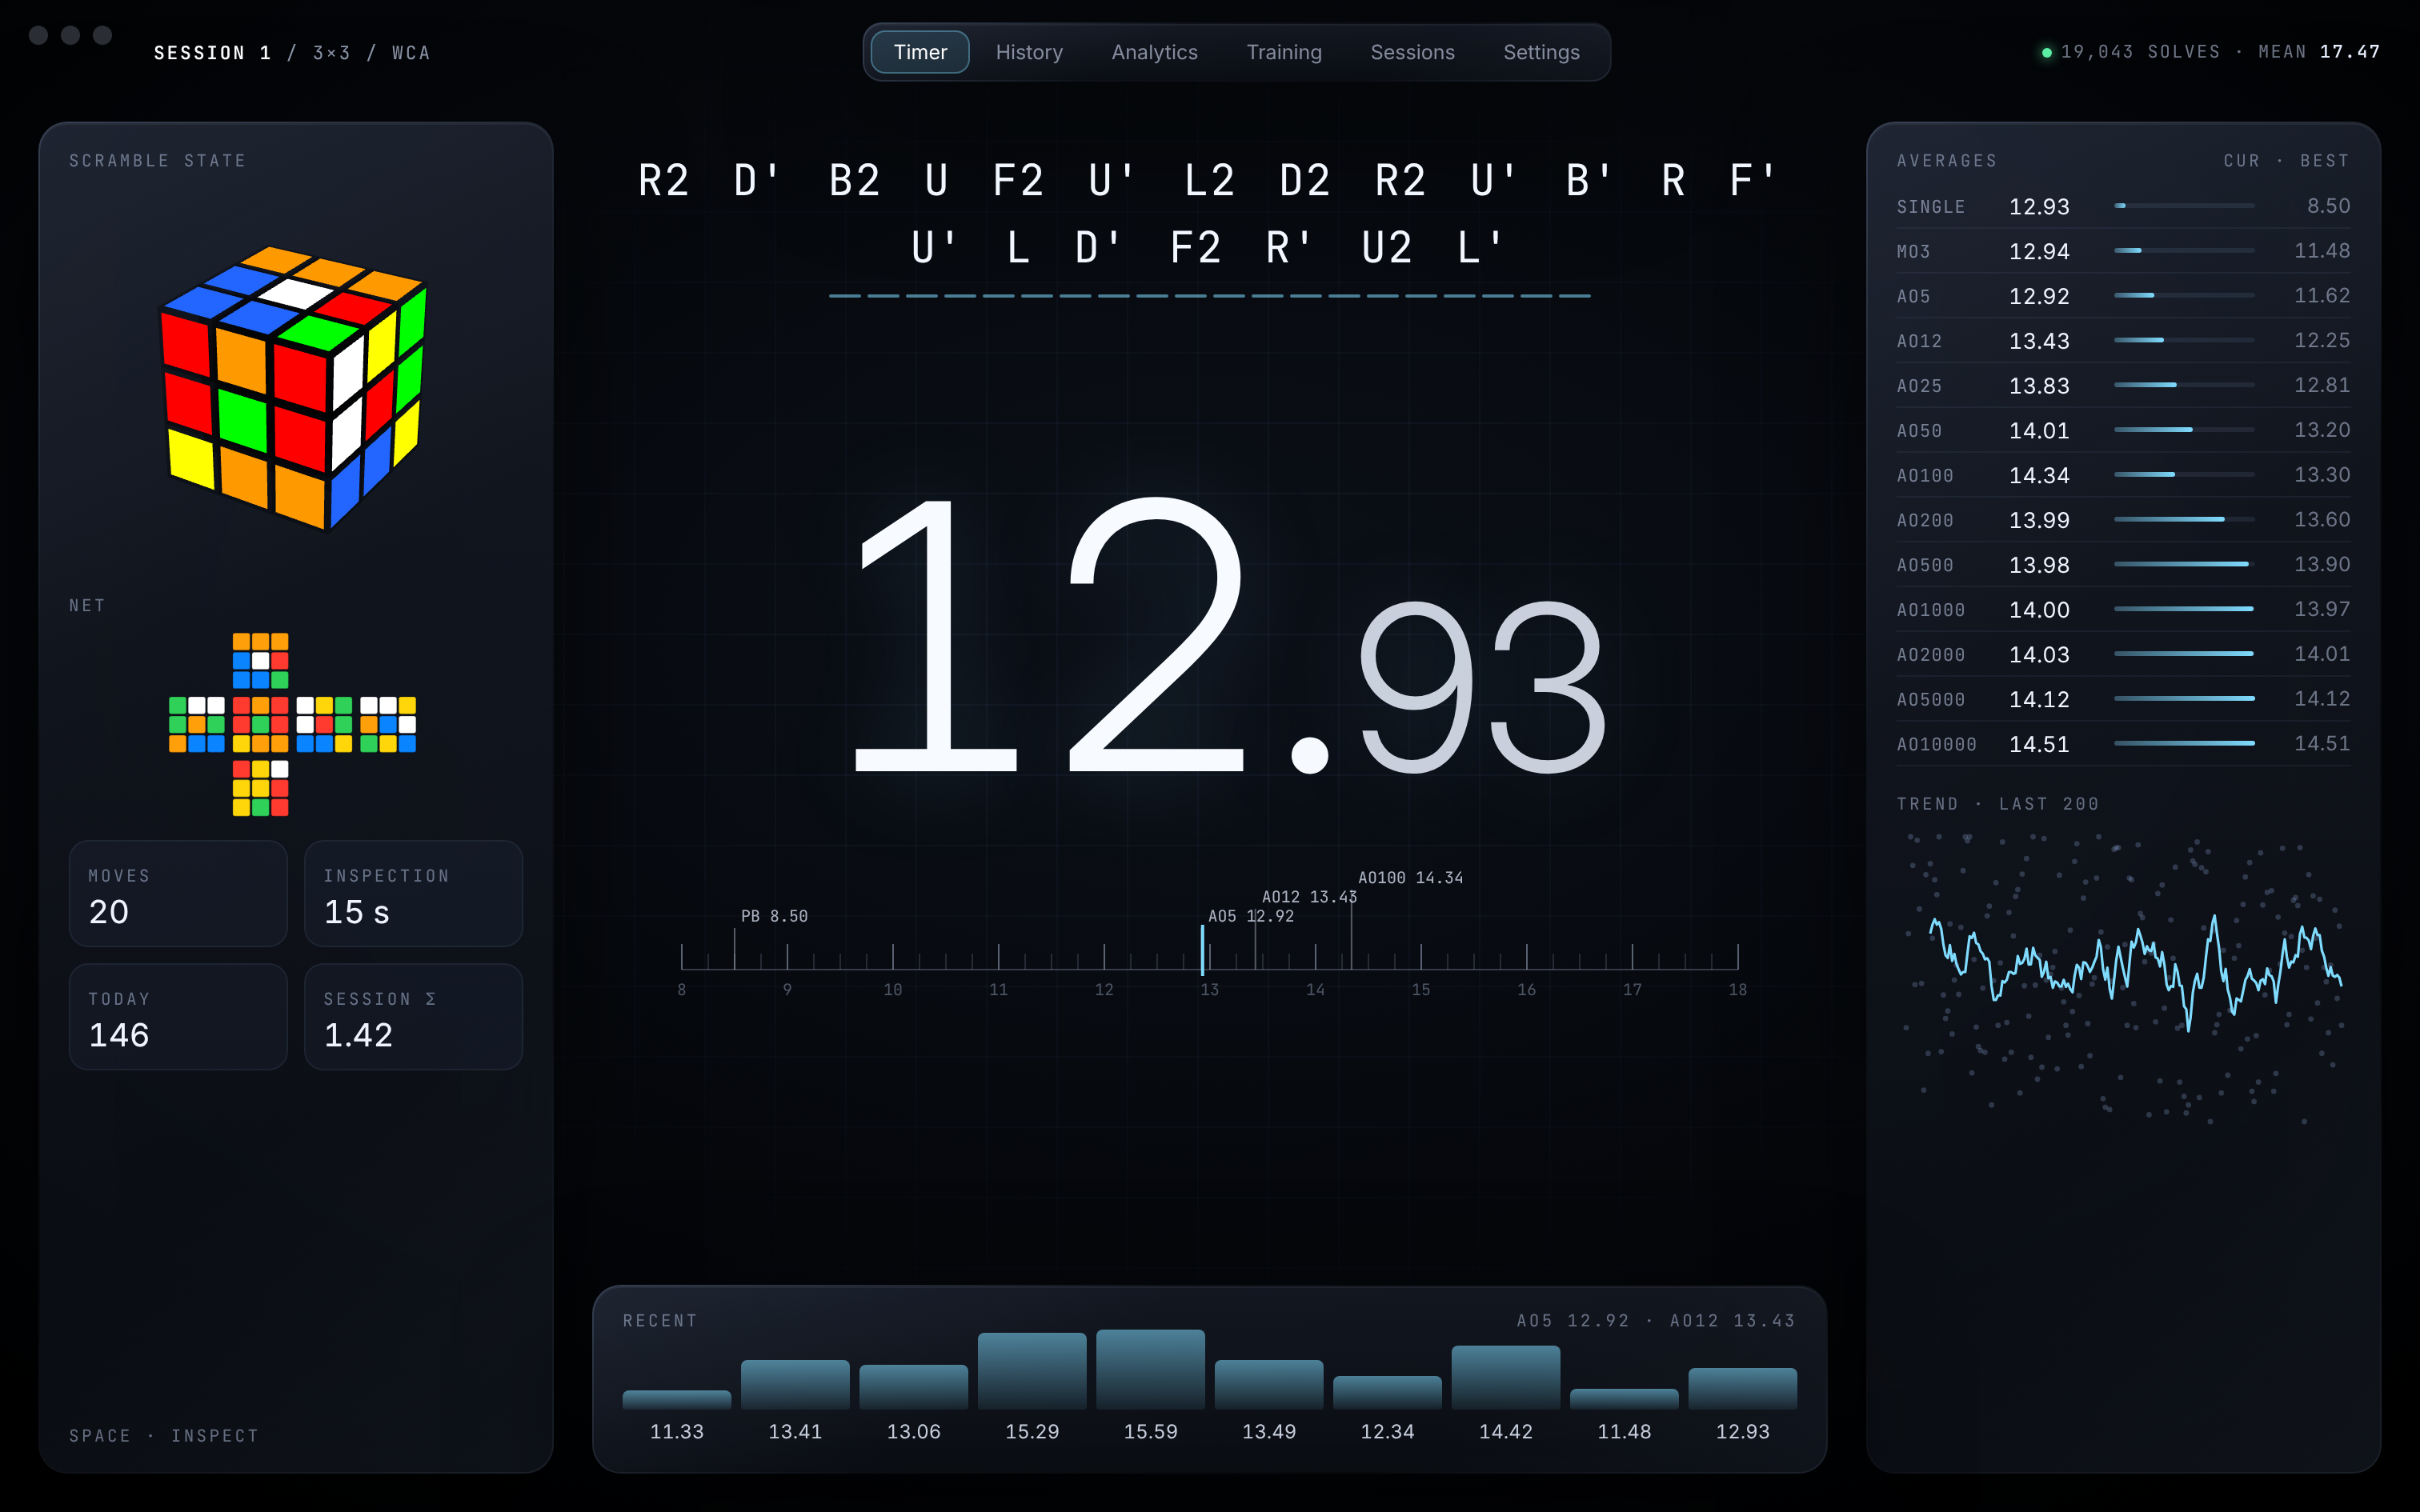 SESSION 1 / 3×3 / WCA
Timer History Analytics Training Sessions Settings
19,043 SOLVES · MEAN 17.47
SCRAMBLE STATE
NET
MOVES
20
INSPECTION
15 s
TODAY
146
SESSION Σ
1.42
SPACE · INSPECT
R2 D' B2 U F2 U' L2 D2 R2 U' B' R F'
U' L D' F2 R' U2 L'
12.93
AO100 14.34
AO12 13.43
PB 8.50 AO5 12.92
8 9 10 11 12 13 14 15 16 17 18
RECENT AO5 12.92 · AO12 13.43
11.33 13.41 13.06 15.29 15.59 13.49 12.34 14.42 11.48 12.93
AVERAGES CUR · BEST
SINGLE 12.93 8.50
MO3 12.94 11.48
AO5 12.92 11.62
AO12 13.43 12.25
AO25 13.83 12.81
AO50 14.01 13.20
AO100 14.34 13.30
AO200 13.99 13.60
AO500 13.98 13.90
AO1000 14.00 13.97
AO2000 14.03 14.01
AO5000 14.12 14.12
AO10000 14.51 14.51
TREND · LAST 200